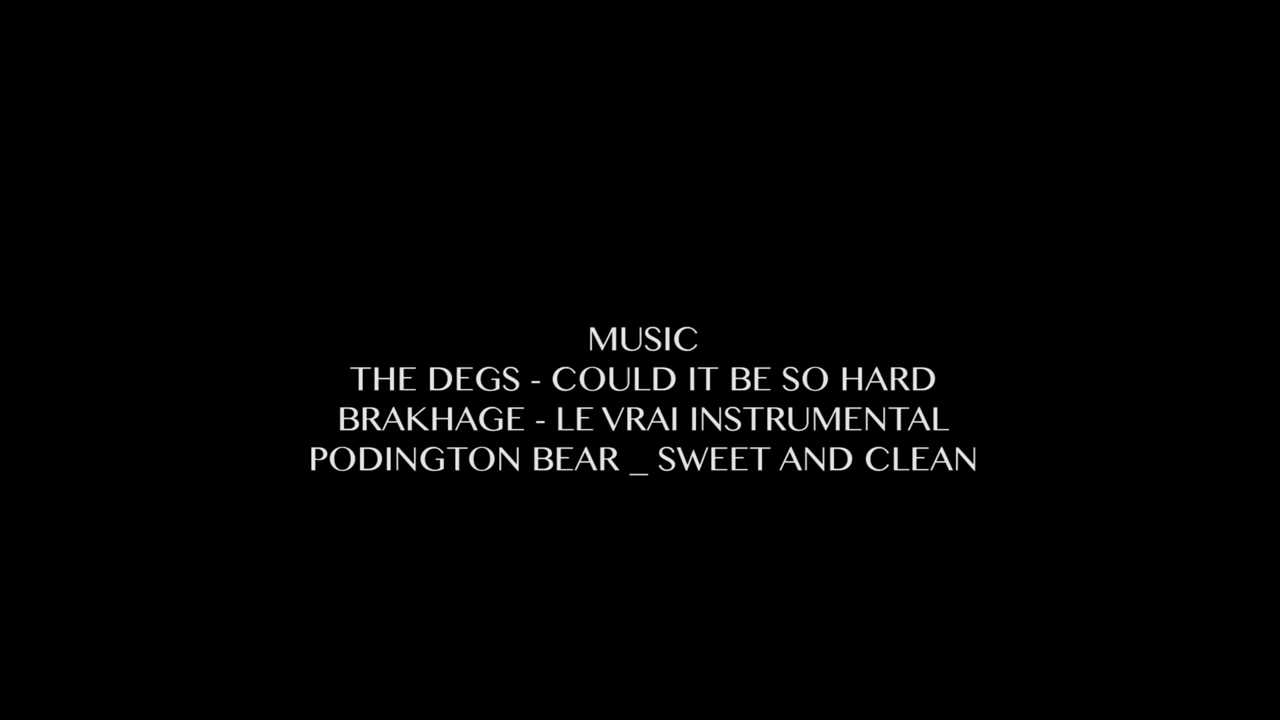 MUSIC
THE DEGS - COULD IT BE SO HARD
BRAKHAGE - LE VRAI INSTRUMENTAL
PODINGTON BEAR _ SWEET AND CLEAN